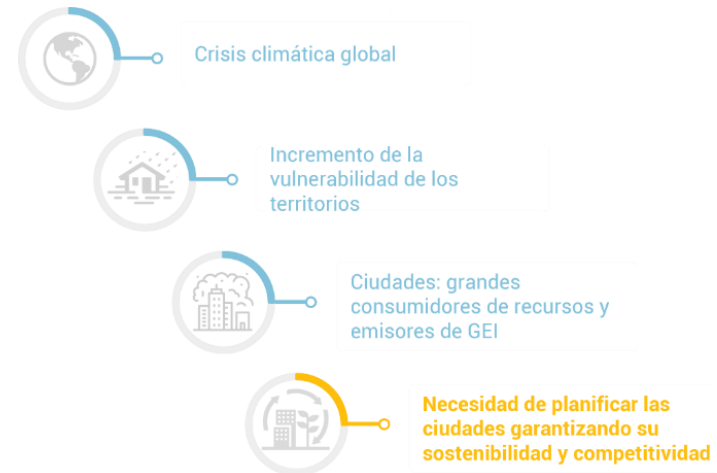 Crisis climática global
Incremento de la
vulnerabilidad de los
territorios
Ciudades: grandes
consumidores de recursos y
emisores de GEI
Necesidad de planificar las
ciudades garantizando su
sostenibilidad y competitividad